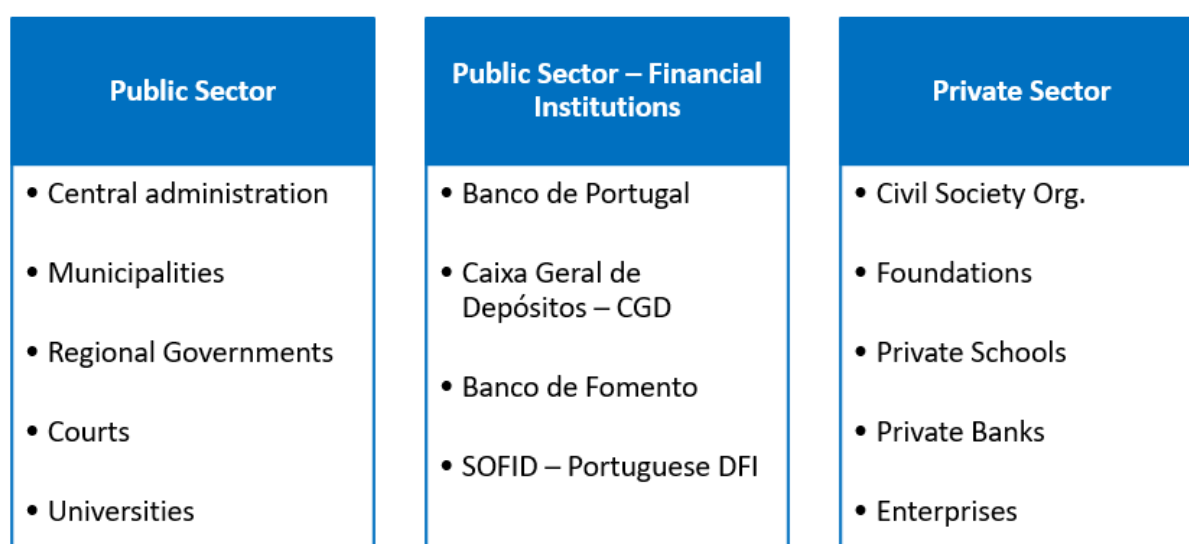 Public Sector
• Central administration
• Municipalities
• Regional Governments
• Courts
• Universities
Public Sector – Financial
Institutions
• Banco de Portugal
• Caixa Geral de
Depósitos – CGD
• Banco de Fomento
• SOFID – Portuguese DFI
Private Sector
• Civil Society Org.
• Foundations
• Private Schools
• Private Banks
• Enterprises